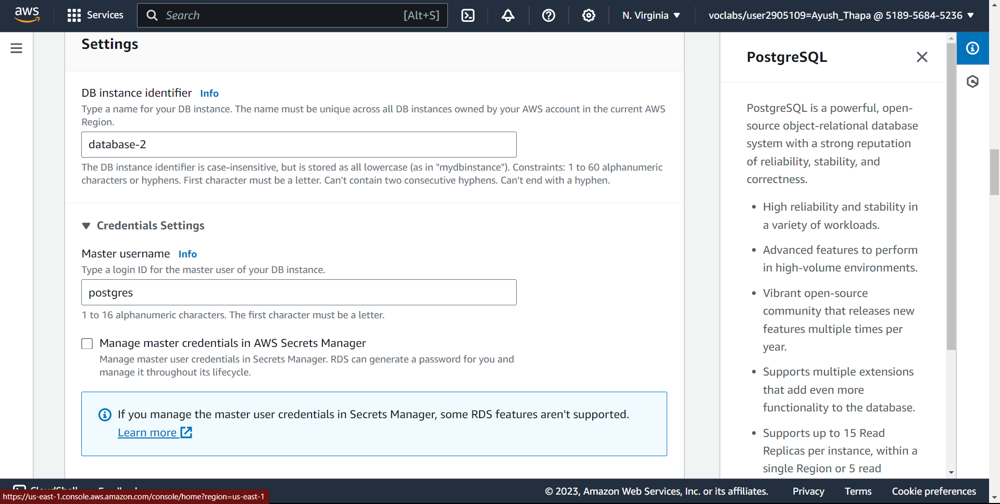 aws
Services
Search
[Alt+S]
N. Virginia
voclabs/user2905109=Ayush_Thapa @ 5189-5684-5236
Settings
DB instance identifier Info
Type a name for your DB instance. The name must be unique across all DB instances owned by your AWS account in the current AWS
Region.
database-2
The DB instance identifier is case-insensitive, but is stored as all lowercase (as in "mydbinstance"). Constraints: 1 to 60 alphanumeric
characters or hyphens. First character must be a letter. Can't contain two consecutive hyphens. Can't end with a hyphen.
Credentials Settings
Master username Info
Type a login ID for the master user of your DB instance.
postgres
1 to 16 alphanumeric characters. The first character must be a letter.
Manage master credentials in AWS Secrets Manager
Manage master user credentials in Secrets Manager. RDS can generate a password for you and
manage it throughout its lifecycle.
If you manage the master user credentials in Secrets Manager, some RDS features aren't supported.
Learn more
PostgreSQL
PostgreSQL is a powerful, open-
source object-relational database
system with a strong reputation
of reliability, stability, and
correctness.
• High reliability and stability in
a variety of workloads.
• Advanced features to perform
in high-volume environments.
• Vibrant open-source
community that releases new
features multiple times per
year.
• Supports multiple extensions
that add even more
functionality to the database.
• Supports up to 15 Read
Replicas per instance, within a
single Region or 5 read
CloudShell
© 2023, Amazon Web Services, Inc. or its affiliates.
Privacy
Terms
Cookie preferences
https://us-east-1.console.aws.amazon.com/console/home?region=us-east-1